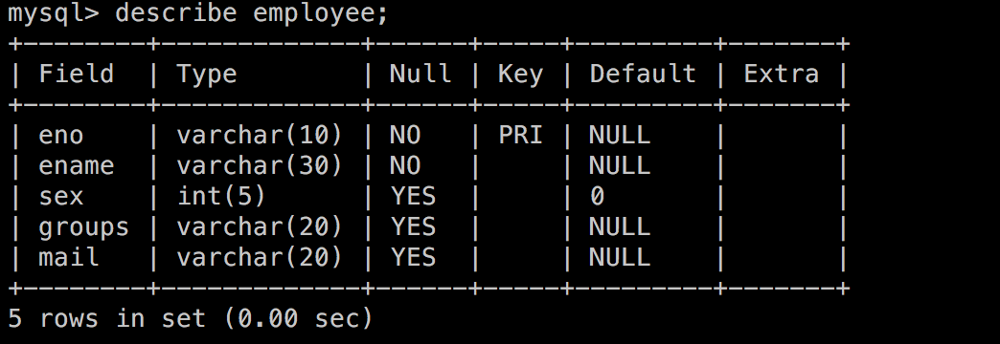 mysql> describe employee;
+--------+-------------+------+-----+---------+-------+
| Field  | Type        | Null | Key | Default | Extra |
+--------+-------------+------+-----+---------+-------+
| eno    | varchar(10) | NO   | PRI | NULL    |       |
| ename  | varchar(30) | NO   |     | NULL    |       |
| sex    | int(5)      | YES  |     | 0       |       |
| groups | varchar(20) | YES  |     | NULL    |       |
| mail   | varchar(20) | YES  |     | NULL    |       |
+--------+-------------+------+-----+---------+-------+
5 rows in set (0.00 sec)